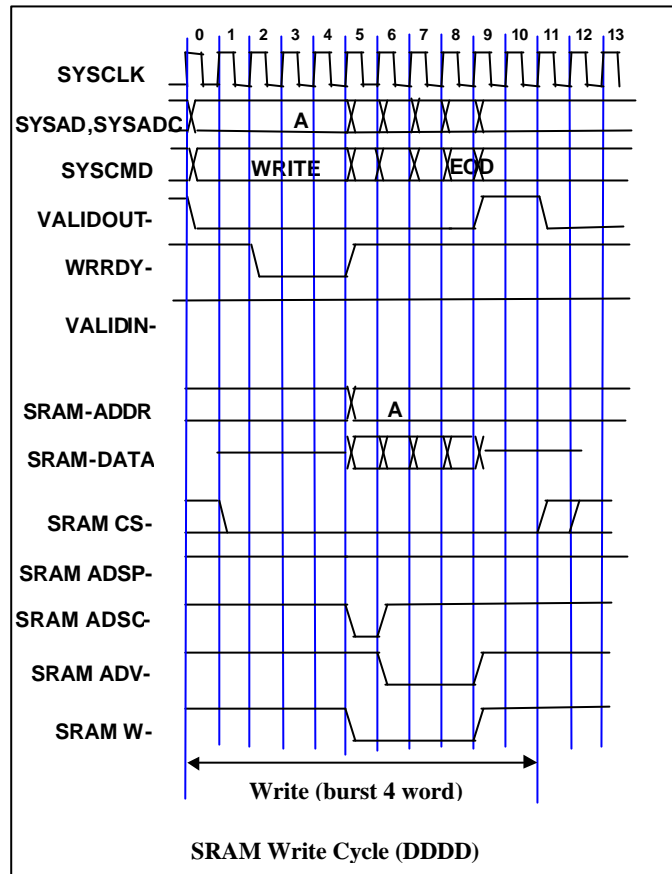 0 1 2 3 4 5 6 7 8 9 10 11 12 13
SYSCLK
SYSAD,SYSADC A
SYSCMD WRITE EOD
VALIDOUT-
WRRDY-
VALIDIN-
SRAM-ADDR A
SRAM-DATA
SRAM CS-
SRAM ADSP-
SRAM ADSC-
SRAM ADV-
SRAM W-
Write (burst 4 word)
SRAM Write Cycle (DDDD)